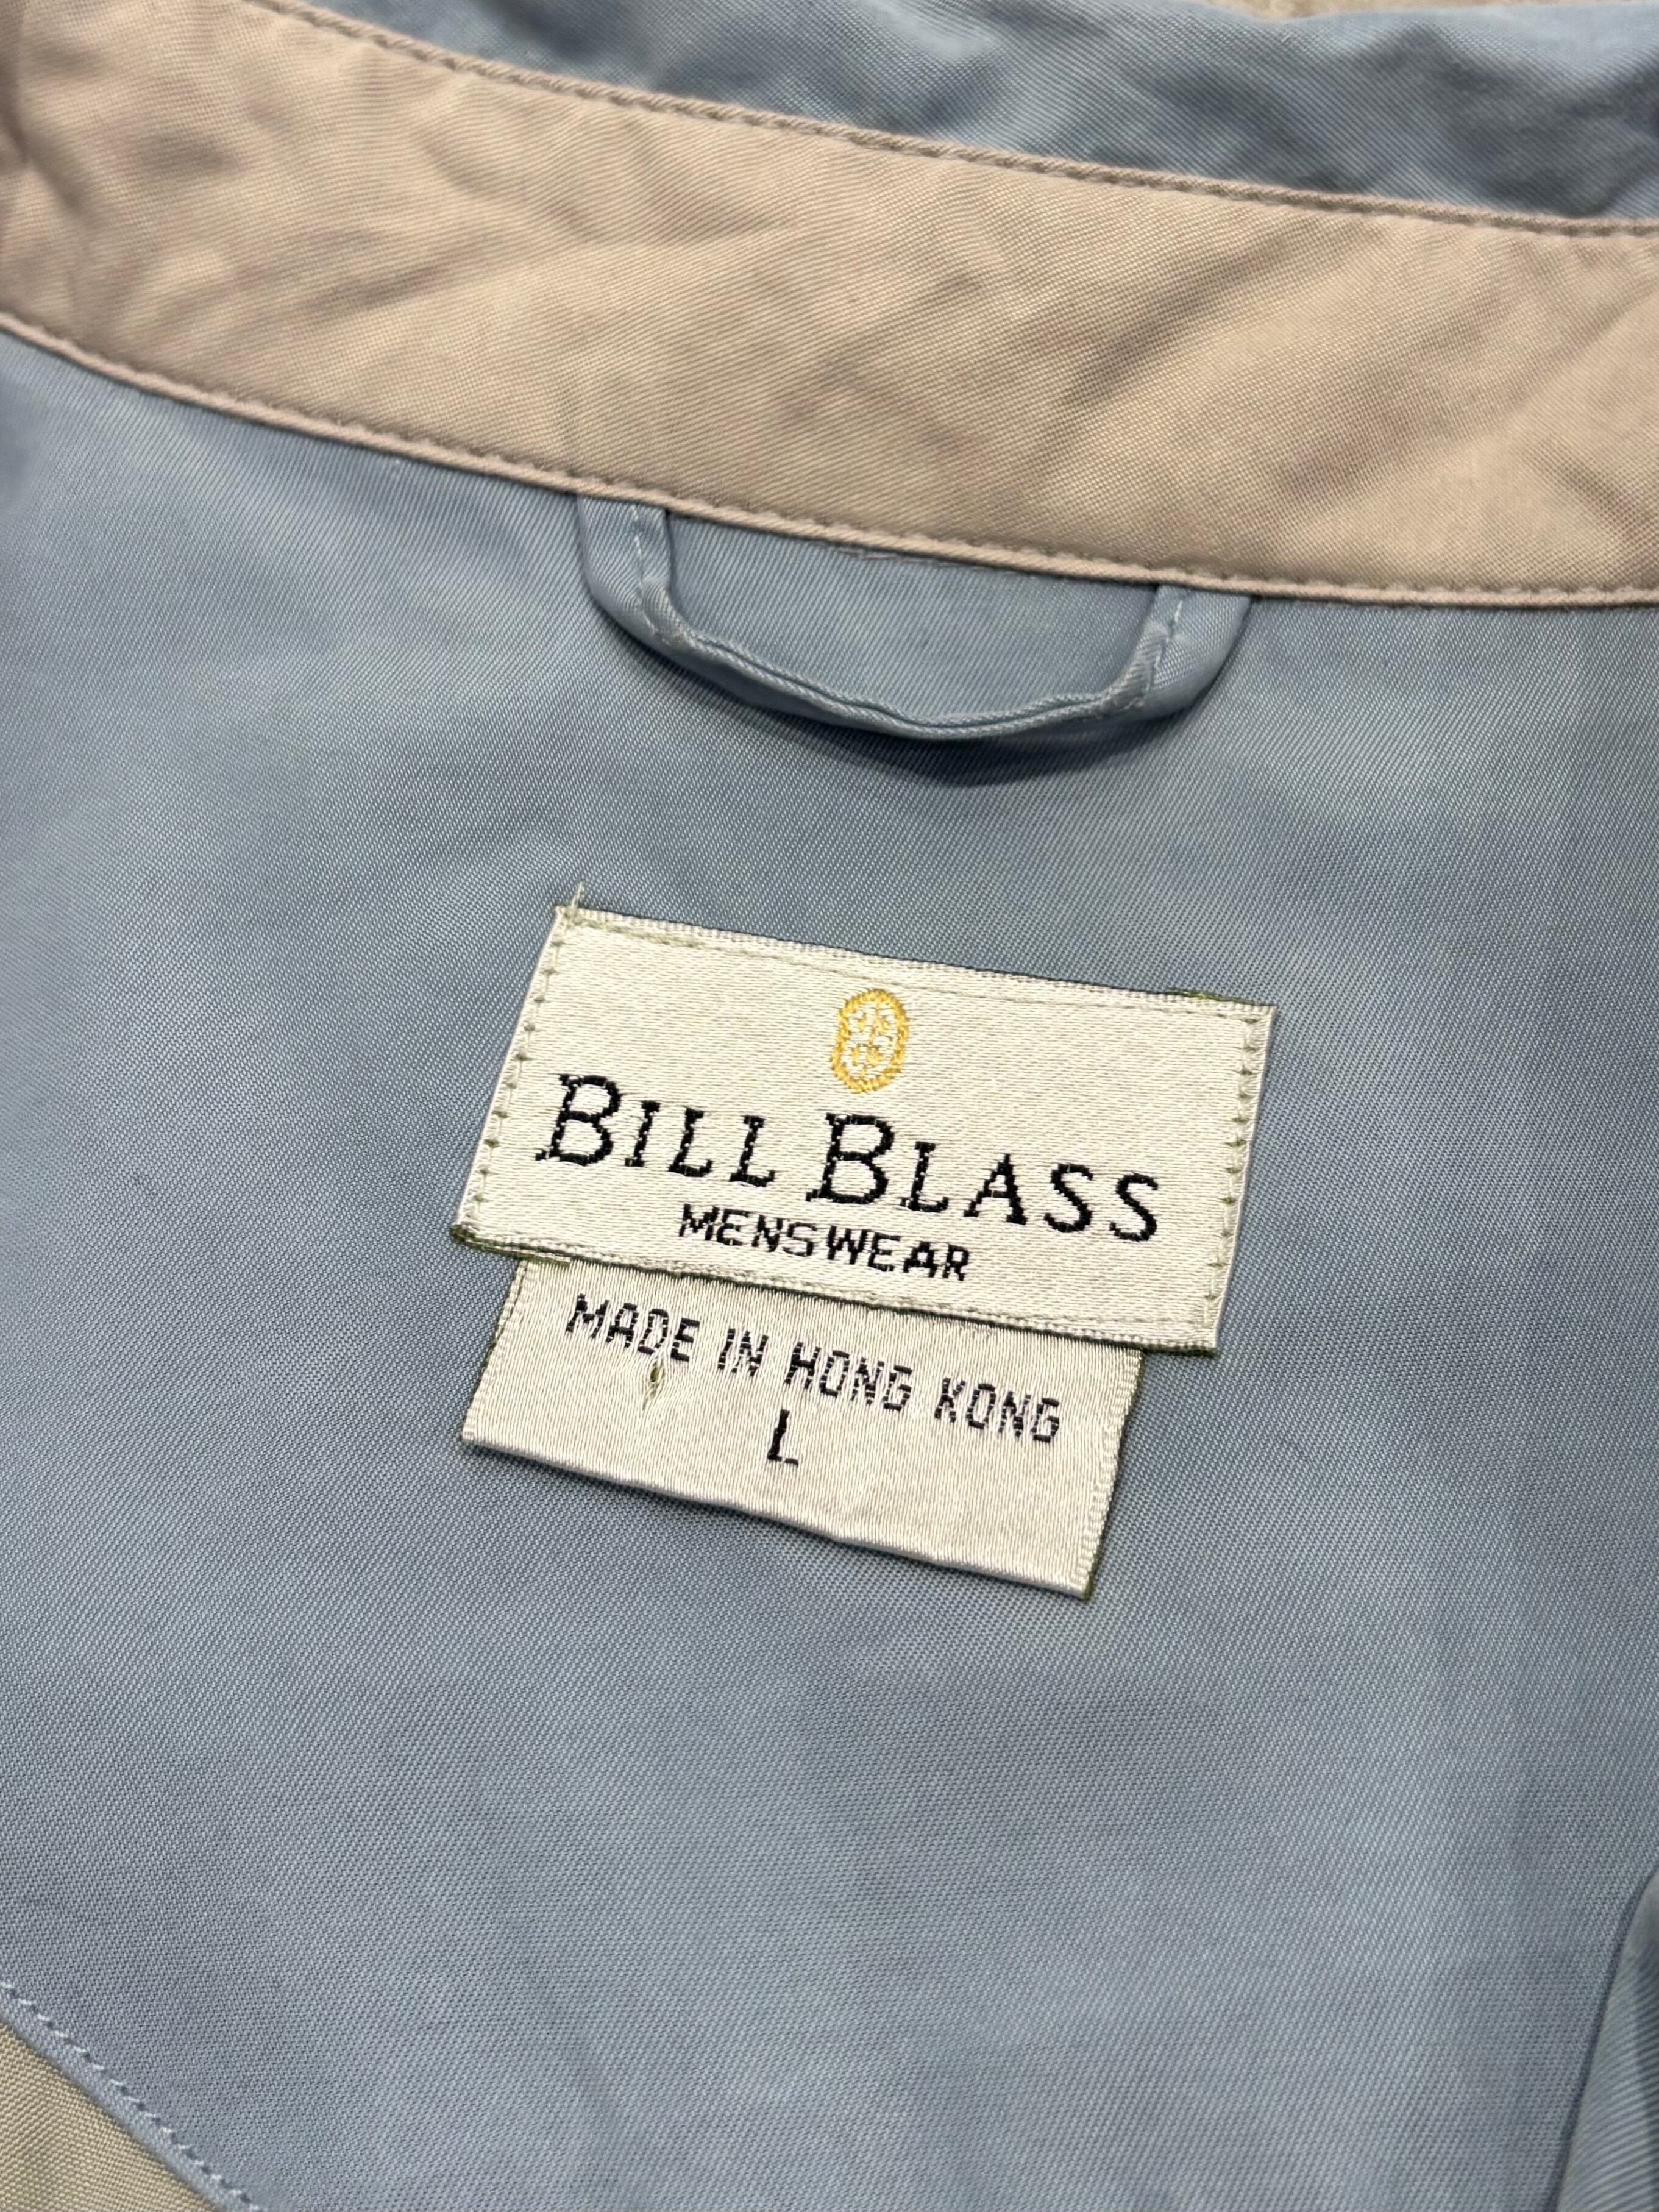 BILL BLASS
MENSWEAR
MADE IN HONG KONG
L